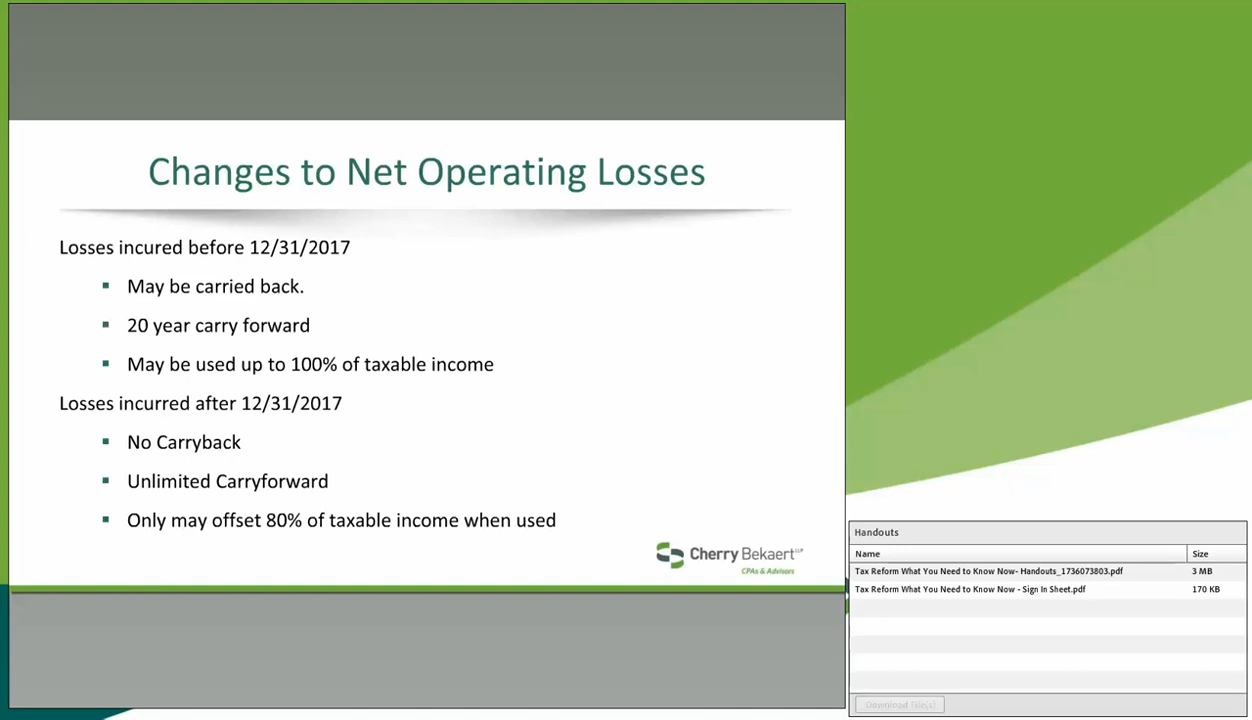 Changes to Net Operating Losses
Losses incured before 12/31/2017
▪ May be carried back.
▪ 20 year carry forward
▪ May be used up to 100% of taxable income
Losses incurred after 12/31/2017
▪ No Carryback
▪ Unlimited Carryforward
▪ Only may offset 80% of taxable income when used
Cherry Bekaert LLP
CPAs & Advisors
Handouts
Name Size
Tax Reform What You Need to Know Now- Handouts_1736073803.pdf 3 MB
Tax Reform What You Need to Know Now - Sign In Sheet.pdf 170 KB
Download File(s)